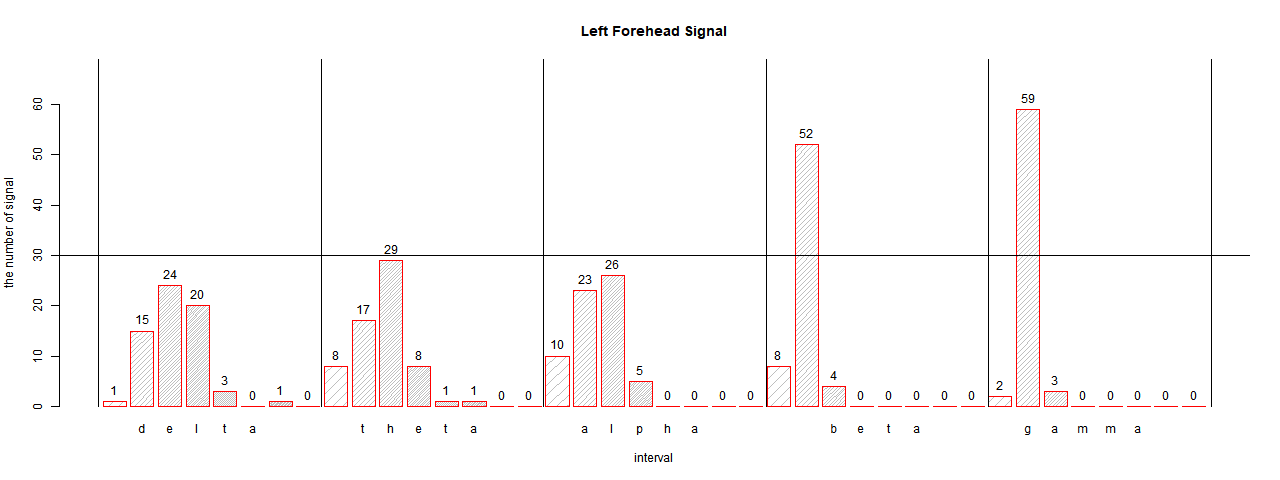 Left Forehead Signal
the number of signal
60
50
40
30
20
10
0
1 15 24 20 3 0 1 0
8 17 29 8 1 1 0 0
10 23 26 5 0 0 0 0
8 52 4 0 0 0 0 0
2 59 3 0 0 0 0 0
d e l t a t h e t a a l p h a b e t a g a m m a
interval